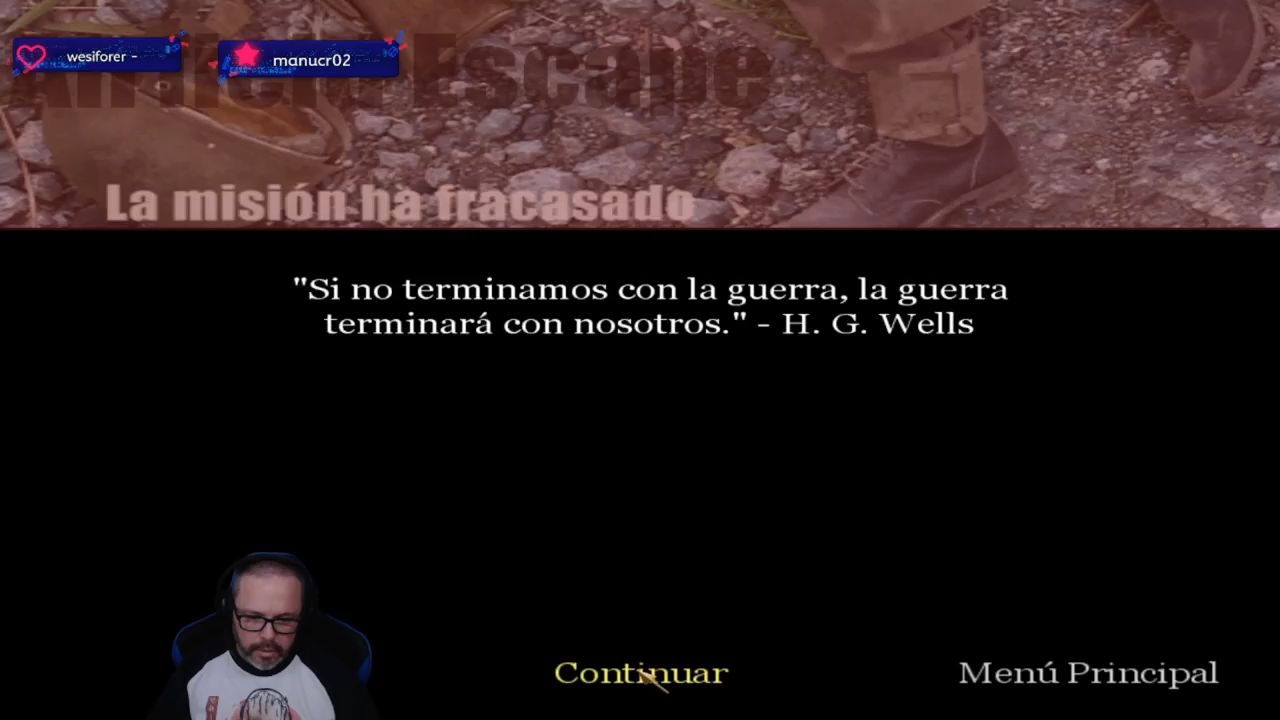 wesiforer -
manucr02
Escape
La misión ha fracasado
"Si no terminamos con la guerra, la guerra
terminará con nosotros." - H. G. Wells
Continuar
Menú Principal